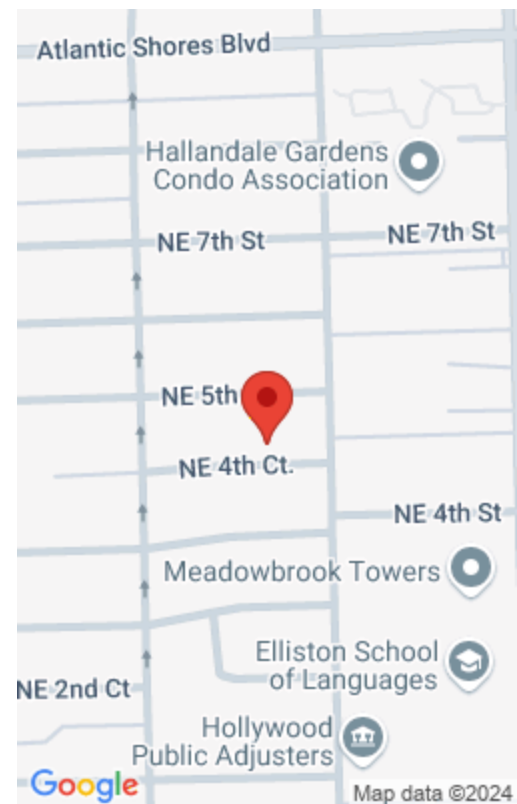 Atlantic Shores Blvd
Hallandale Gardens
Condo Association
NE 7th St
NE 7th St
NE 5th
NE 4th Ct.
NE 4th St
Meadowbrook Towers
Elliston School
of Languages
NE 2nd Ct
Hollywood
Public Adjusters
Google
Map data ©2024